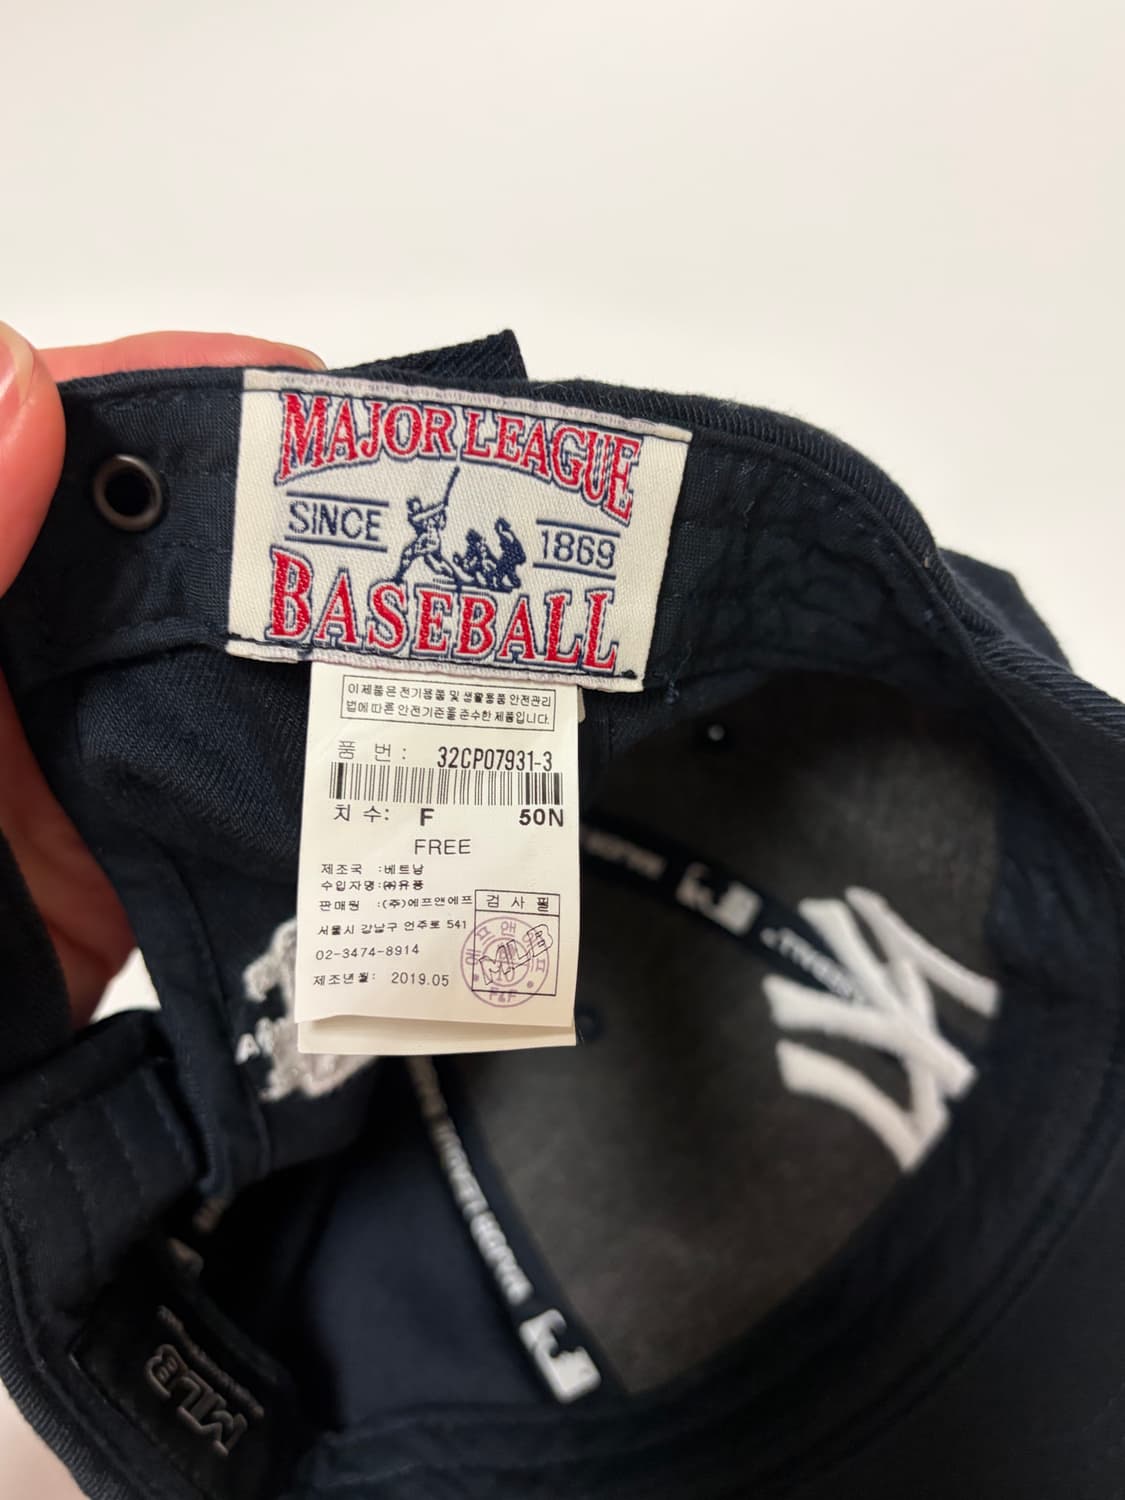 MAJOR LEAGUE
SINCE 1869
BASEBALL
이 제품은 전기용품 및 생활용품 안전관리
법에 따른 안전기준을 준수한 제품입니다.
품 번 : 32CP07931-3
치 수: F 50N
FREE
제조국 :베트남
수입자명:
판매원 :(주)에프앤에프
검 사 필
서울시 강남구 언주로 541
02-3474-8914
제조년월: 2019.05
F&F
MLB